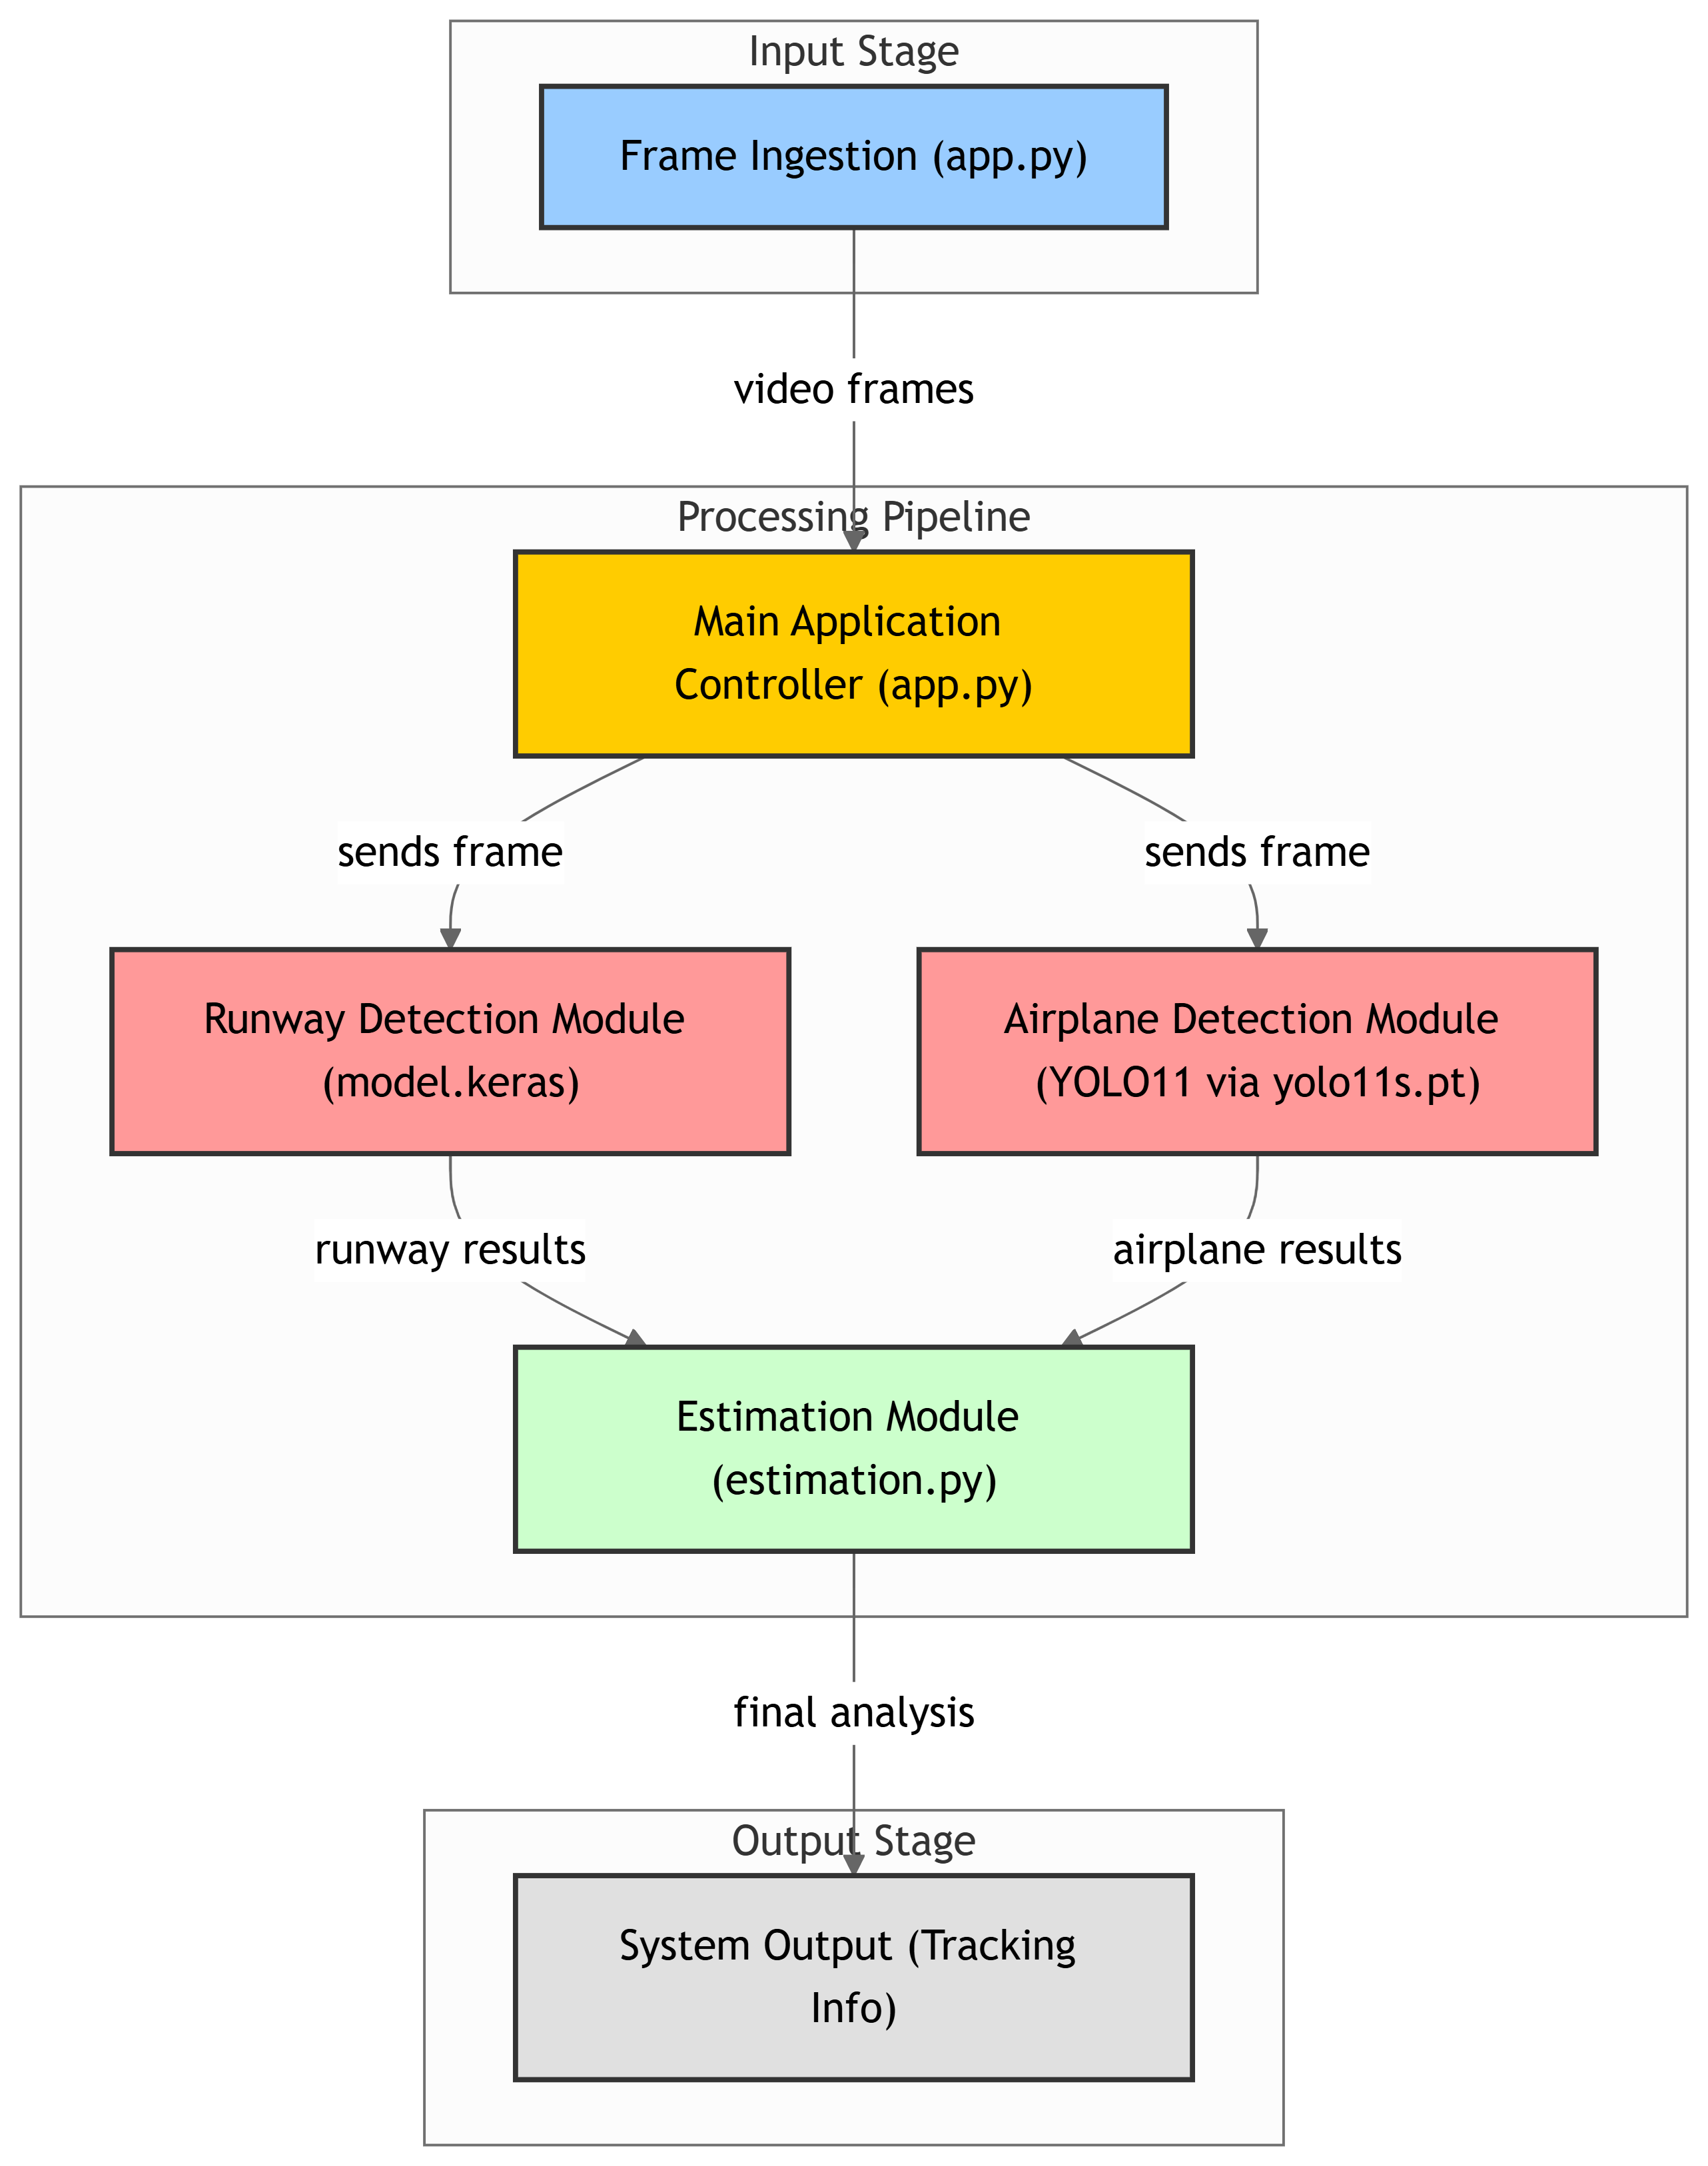 Input Stage
Frame Ingestion (app.py)
video frames
Processing Pipeline
Main Application
Controller (app.py)
sends frame
sends frame
Runway Detection Module
(model.keras)
Airplane Detection Module
(YOLO11 via yolo11s.pt)
runway results
airplane results
Estimation Module
(estimation.py)
final analysis
Output Stage
System Output (Tracking
Info)